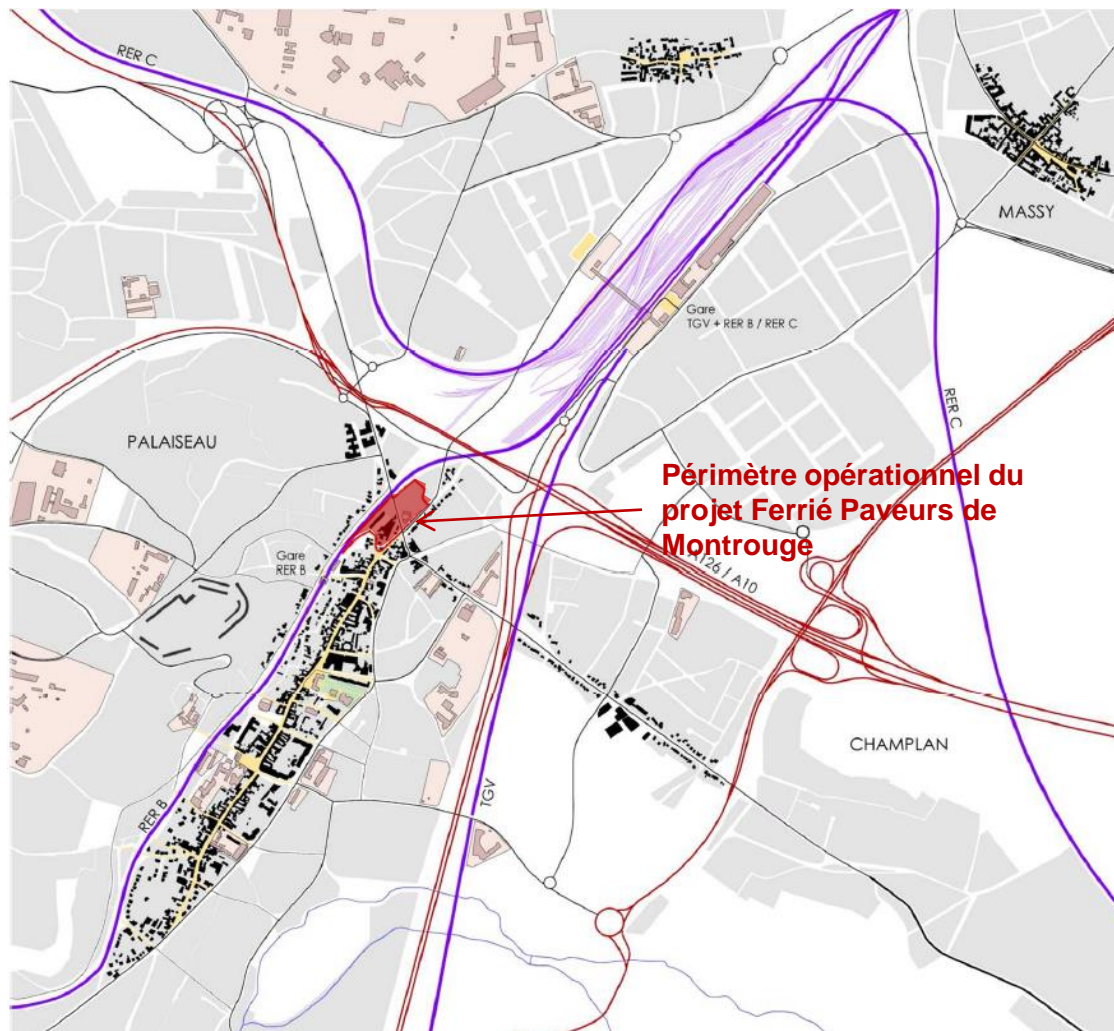 RER C
MASSY
Gare
TGV + RER B / RER C
RER C
PALAISEAU
Périmètre opérationnel du
projet Ferrié Paveurs de
Montrouge
Gare
RER B
A126 / A10
CHAMPLAN
TGV
RER B